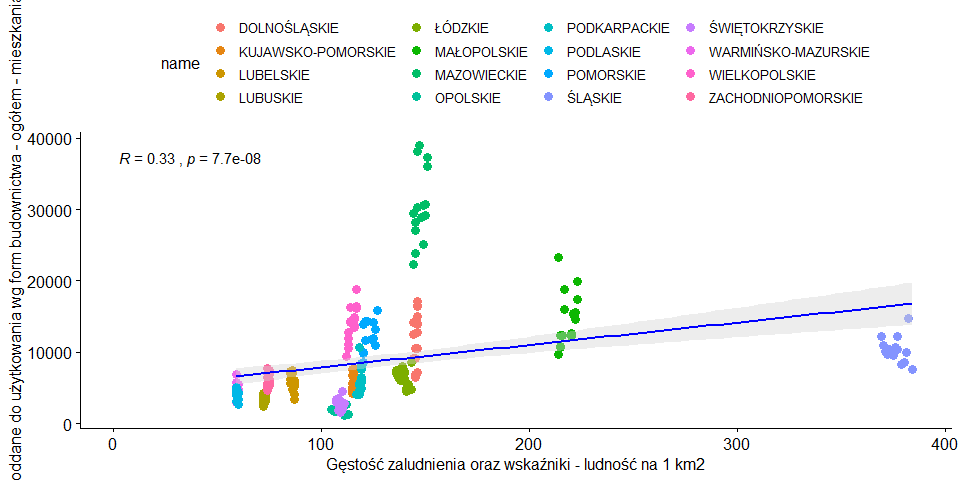 name
DOLNOŚLĄSKIE ŁÓDZKIE PODKARPACKIE ŚWIĘTOKRZYSKIE
KUJAWSKO-POMORSKIE MAŁOPOLSKIE PODLASKIE WARMIŃSKO-MAZURSKIE
LUBELSKIE MAZOWIECKIE POMORSKIE WIELKOPOLSKIE
LUBUSKIE OPOLSKIE ŚLĄSKIE ZACHODNIOPOMORSKIE
oddane do użytkowania wg form budownictwa - ogółem -
40000
30000
20000
10000
0
R = 0.33 , p = 7.7e-08
0 100 200 300 400
Gęstość zaludnienia oraz wskaźniki - ludność na 1 km2